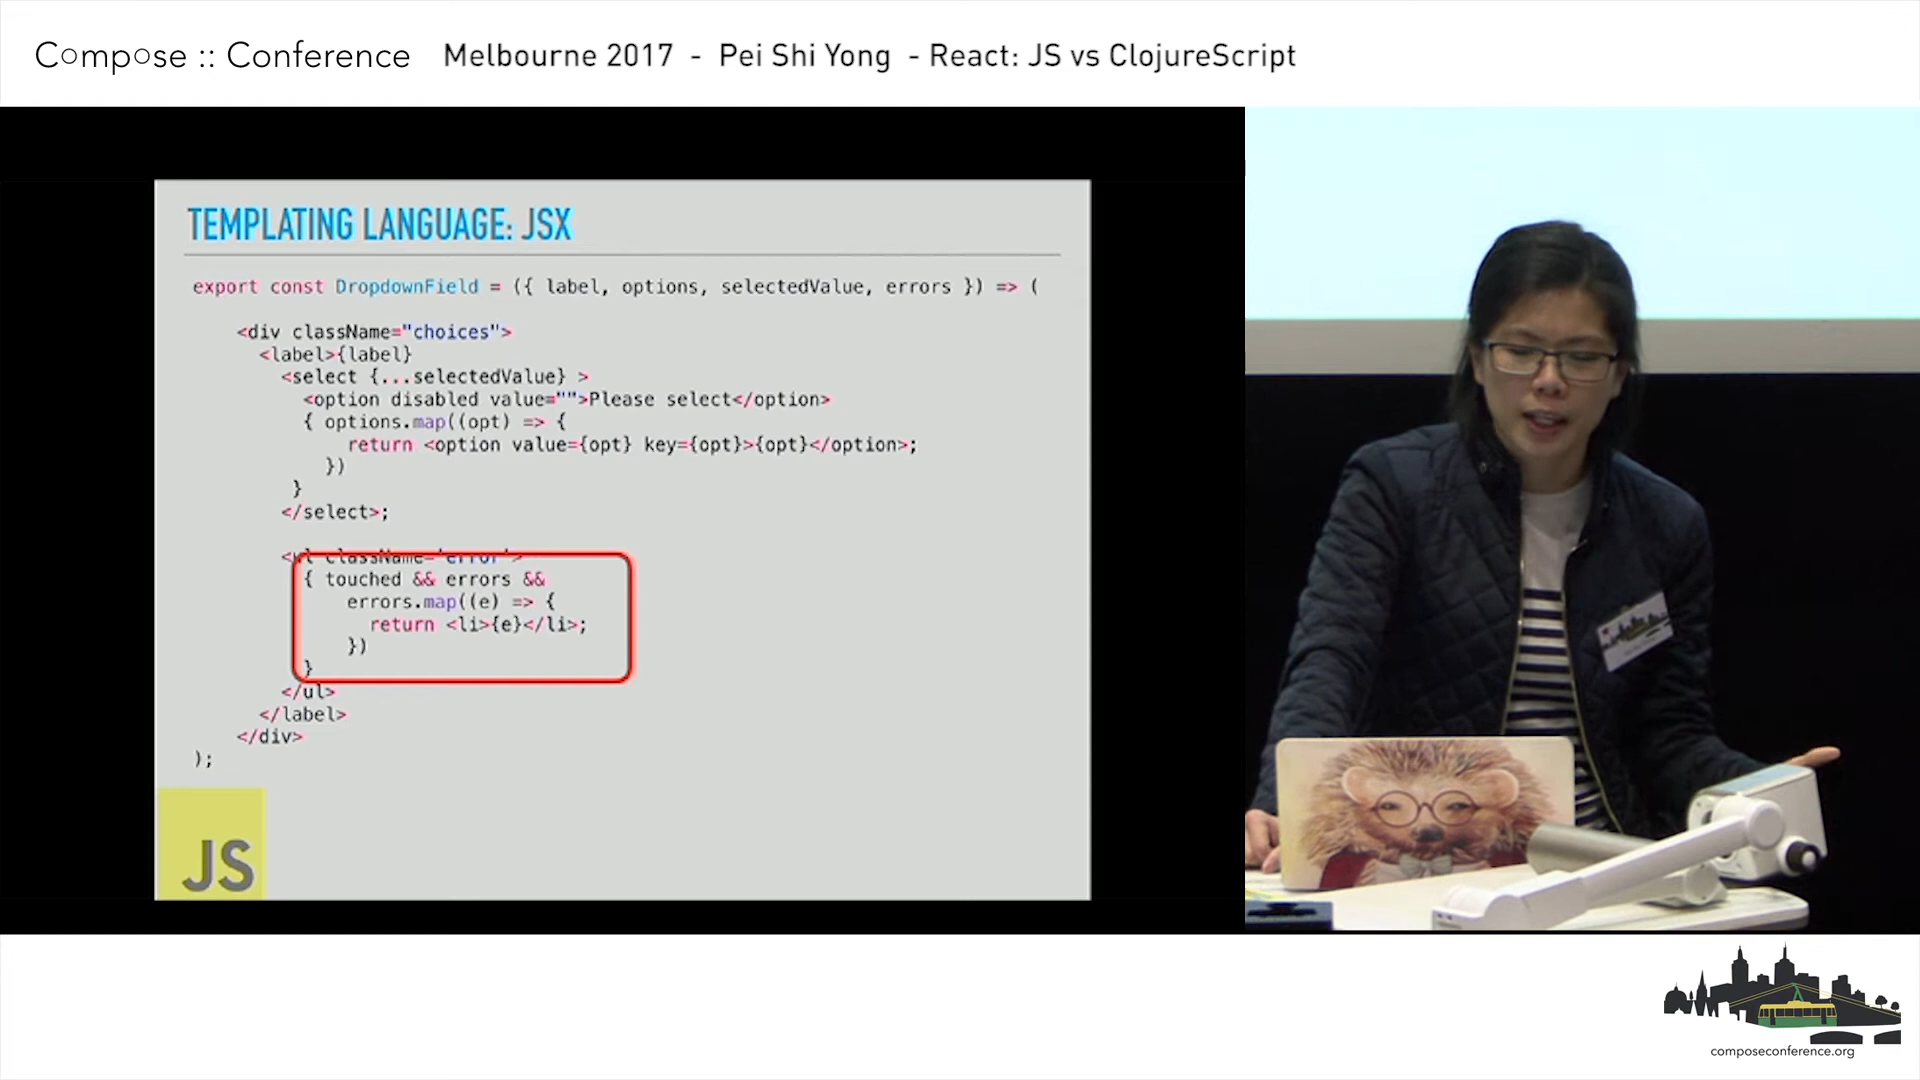 Compose :: Conference Melbourne 2017 - Pei Shi Yong - React: JS vs ClojureScript
TEMPLATING LANGUAGE: JSX
export const DropdownField = ({ label, options, selectedValue, errors }) => (
<div className="choices">
<label>{label}
<select {...selectedValue} >
<option disabled value="">Please select</option>
{ options.map((opt) => {
return <option value={opt} key={opt}>{opt}</option>;
})
}
</select>;
<ul className="error">
{ touched && errors &&
errors.map((e) => {
return <li>{e}</li>;
})
}
</ul>
</label>
</div>
);
JS
composeconference.org